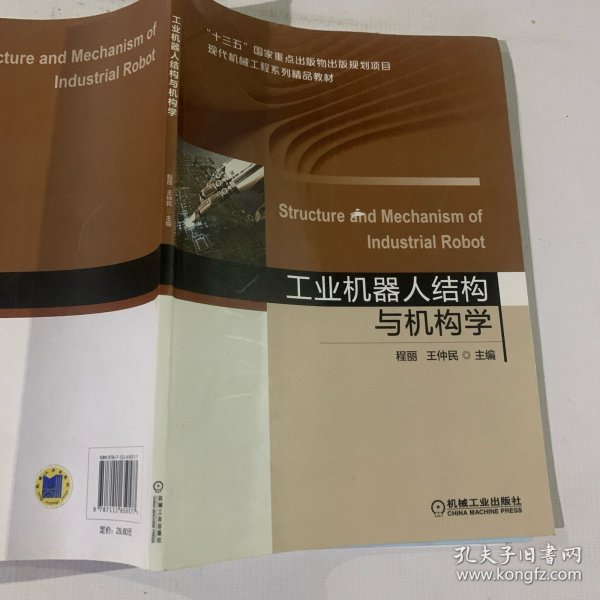 cture and Mechanism of
Industrial Robot
工业机器人结构与机构学
程丽 王仲民 主编
“十三五”国家重点出版物出版规划项目
现代机械工程系列精品教材
Structure and Mechanism of
Industrial Robot
工业机器人结构
与机构学
程丽 王仲民◎主编
定价：29.80元
机械工业出版社
CHINA MACHINE PRESS
孔夫子旧书网
www.kongfz.com